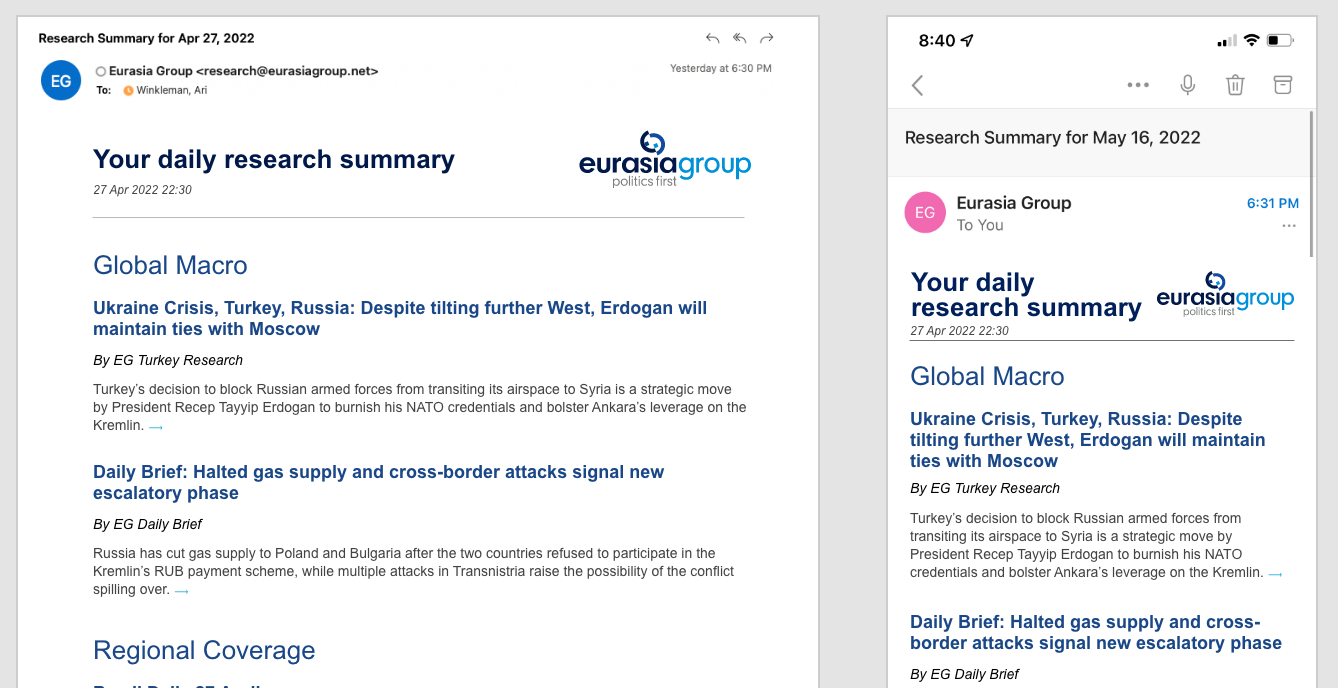 Research Summary for Apr 27, 2022
EG
Eurasia Group <research@eurasiagroup.net>
Yesterday at 6:30 PM
To: Winkleman, Ari
Your daily research summary
27 Apr 2022 22:30
eurasiagroup
politics first
Global Macro
Ukraine Crisis, Turkey, Russia: Despite tilting further West, Erdogan will
maintain ties with Moscow
By EG Turkey Research
Turkey’s decision to block Russian armed forces from transiting its airspace to Syria is a strategic move
by President Recep Tayyip Erdogan to burnish his NATO credentials and bolster Ankara’s leverage on the
Kremlin. →
Daily Brief: Halted gas supply and cross-border attacks signal new
escalatory phase
By EG Daily Brief
Russia has cut gas supply to Poland and Bulgaria after the two countries refused to participate in the
Kremlin’s RUB payment scheme, while multiple attacks in Transnistria raise the possibility of the conflict
spilling over. →
Regional Coverage
8:40
Research Summary for May 16, 2022
EG
Eurasia Group
6:31 PM
To You
Your daily
research summary
27 Apr 2022 22:30
eurasiagroup
politics first
Global Macro
Ukraine Crisis, Turkey, Russia: Despite
tilting further West, Erdogan will maintain
ties with Moscow
By EG Turkey Research
Turkey’s decision to block Russian armed forces from
transiting its airspace to Syria is a strategic move by
President Recep Tayyip Erdogan to burnish his NATO
credentials and bolster Ankara’s leverage on the Kremlin. →
Daily Brief: Halted gas supply and cross-
border attacks signal new escalatory phase
By EG Daily Brief